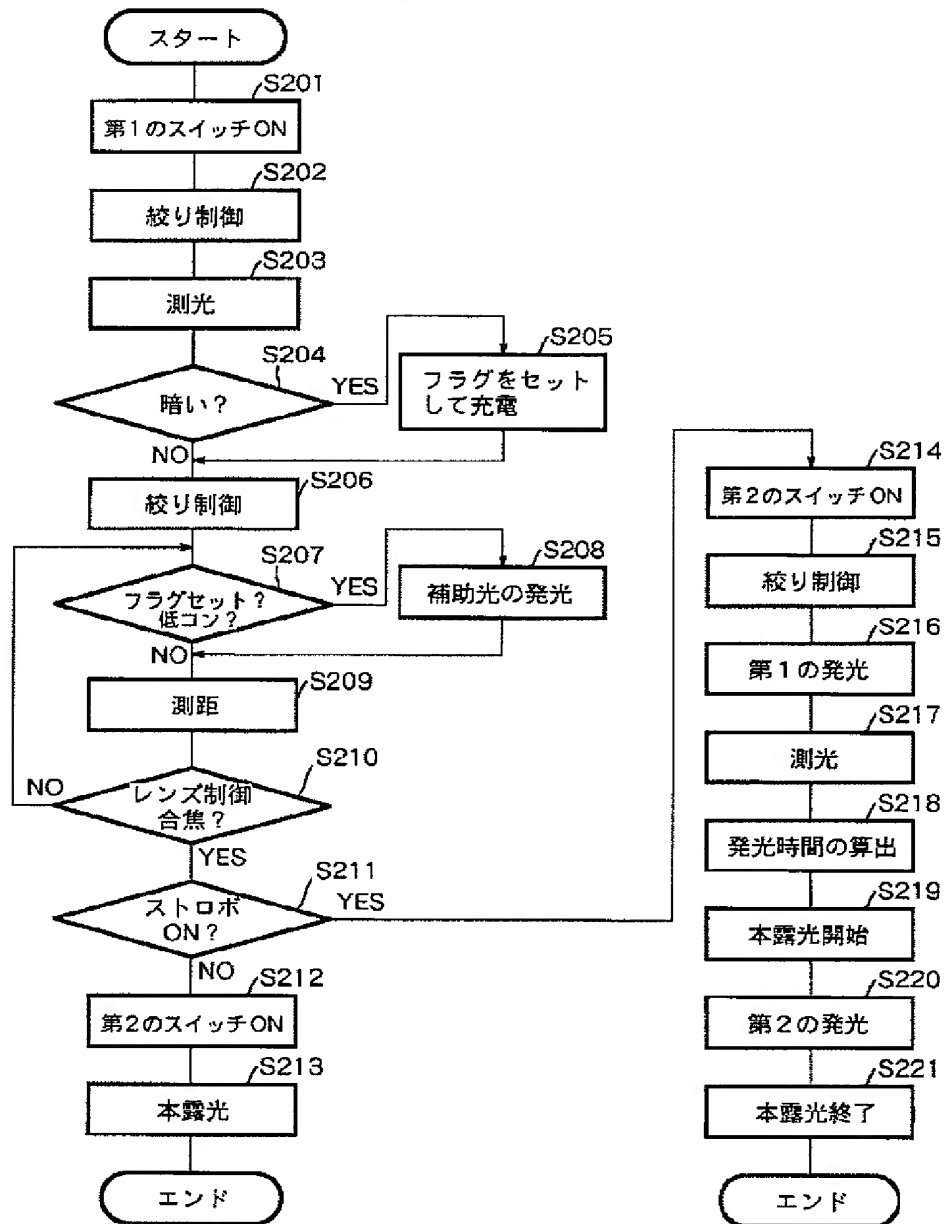 スタート
S201
第1のスイッチON
S202
絞り制御
S203
測光
S204
暗い?
YES
S205
フラグをセット
して充電
NO
S206
絞り制御
S207
フラグセット?
低コン?
YES
S208
補助光の発光
NO
S209
測距
S210
レンズ制御
合焦?
NO
YES
S211
ストロボ
ON?
YES
NO
S212
第2のスイッチON
S213
本露光
エンド
S214
第2のスイッチON
S215
絞り制御
S216
第1の発光
S217
測光
S218
発光時間の算出
S219
本露光開始
S220
第2の発光
S221
本露光終了
エンド